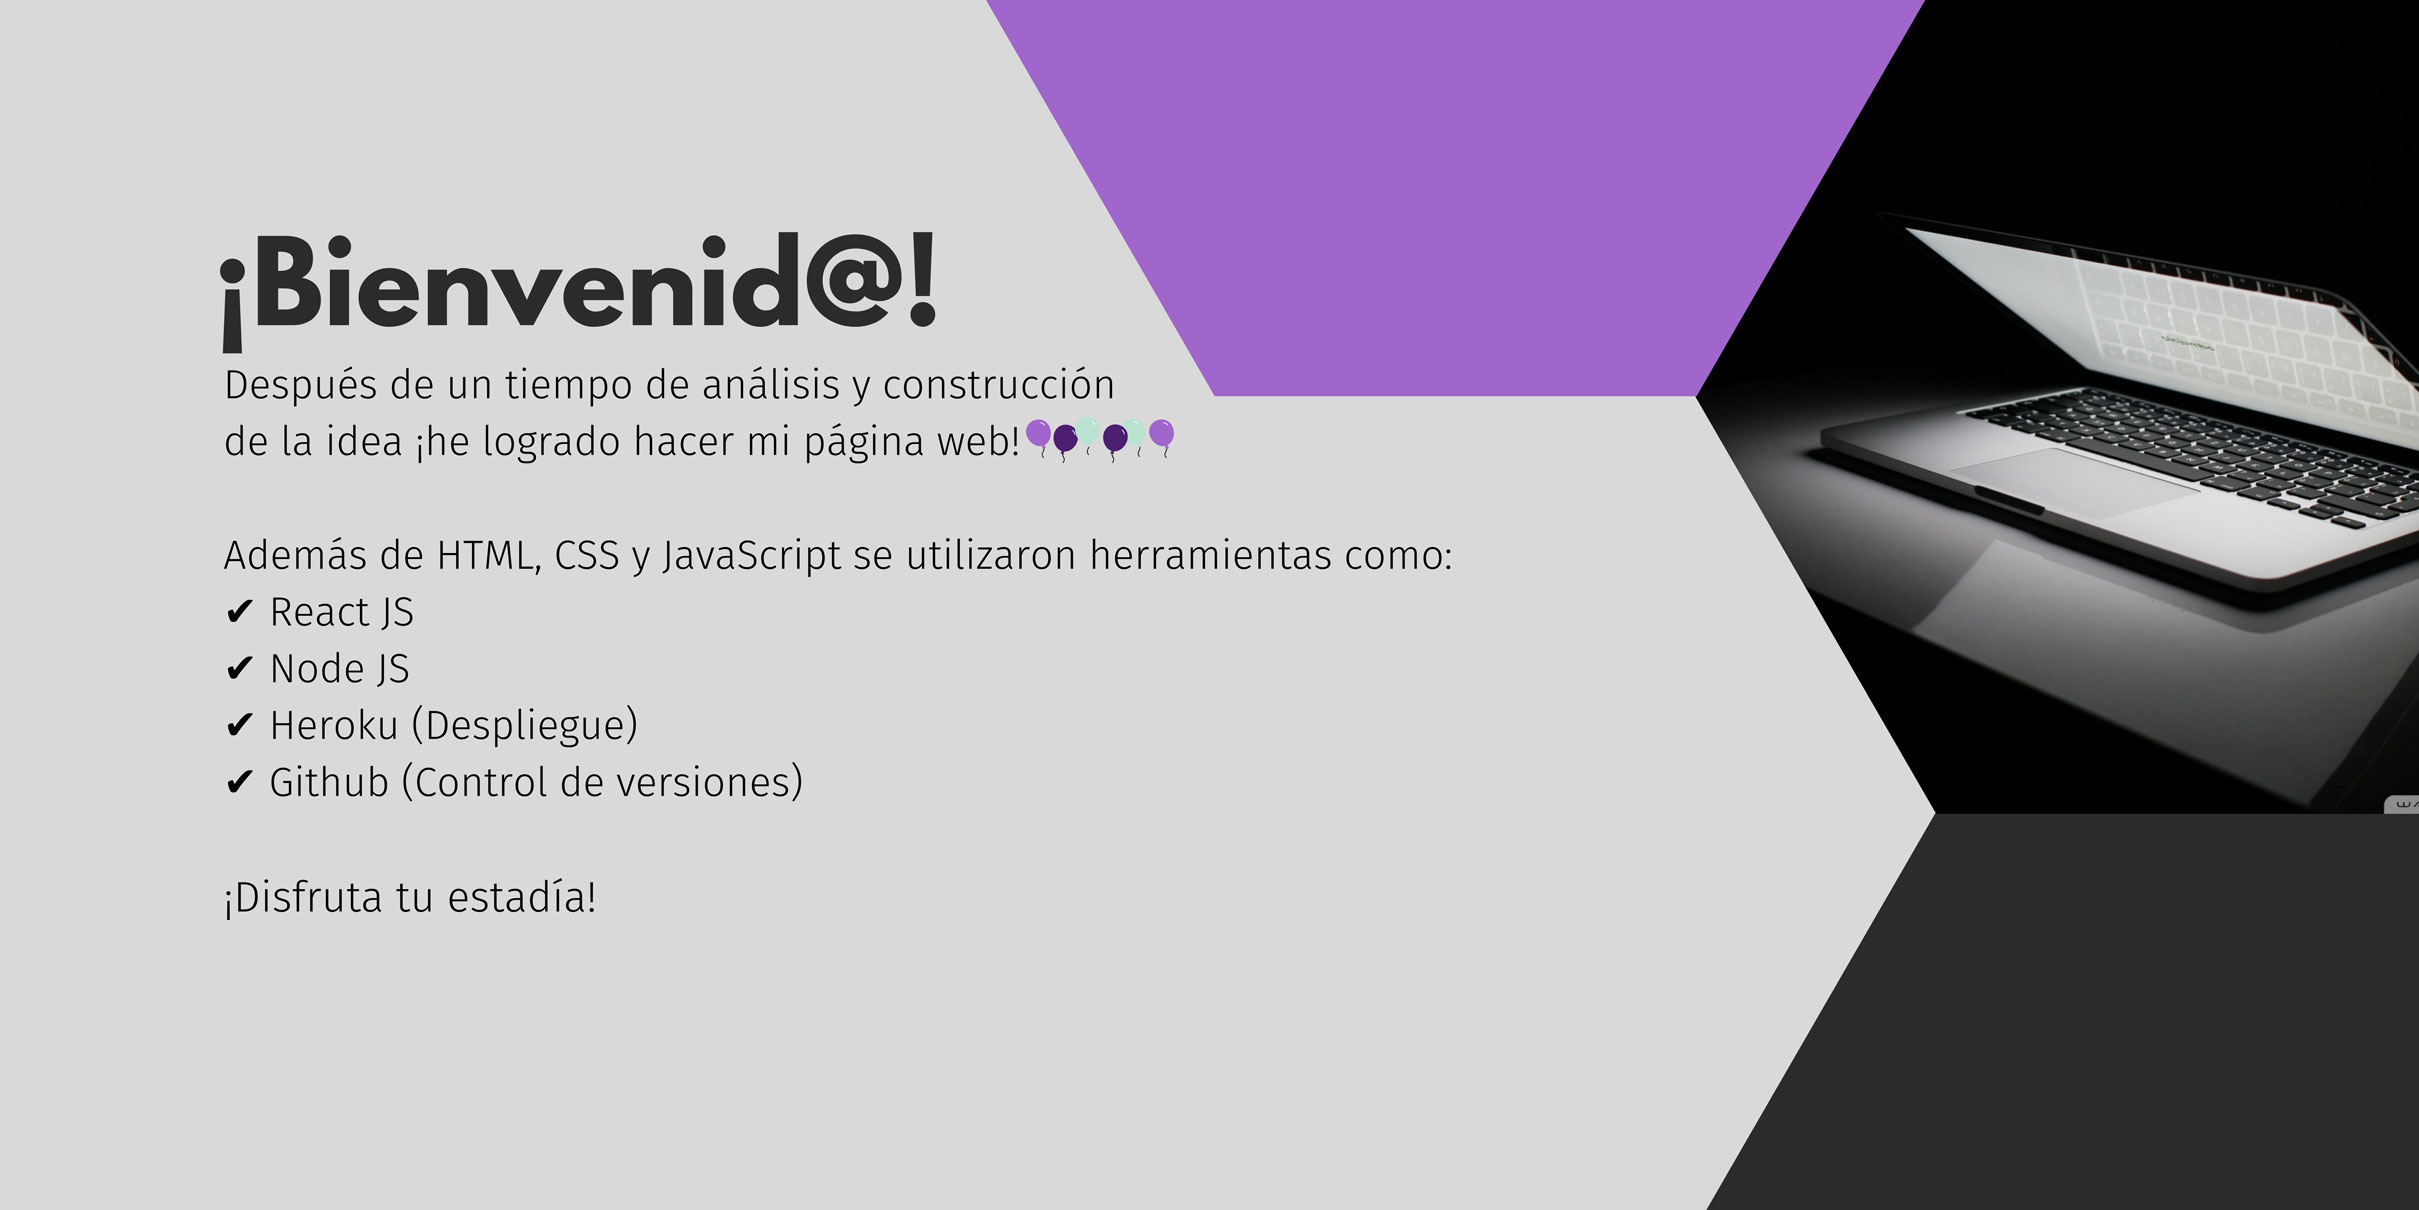 ¡Bienvenid@!
Después de un tiempo de análisis y construcción
de la idea ¡he logrado hacer mi página web!
Además de HTML, CSS y JavaScript se utilizaron herramientas como:
✔ React JS
✔ Node JS
✔ Heroku (Despliegue)
✔ Github (Control de versiones)
¡Disfruta tu estadía!